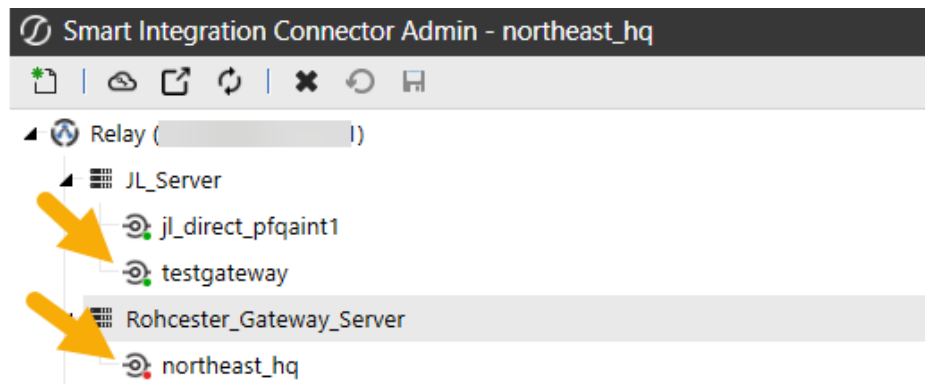 Smart Integration Connector Admin - northeast_hq
Relay ( l)
JL_Server
jl_direct_pfqaint1
testgateway
Rohcester_Gateway_Server
northeast_hq